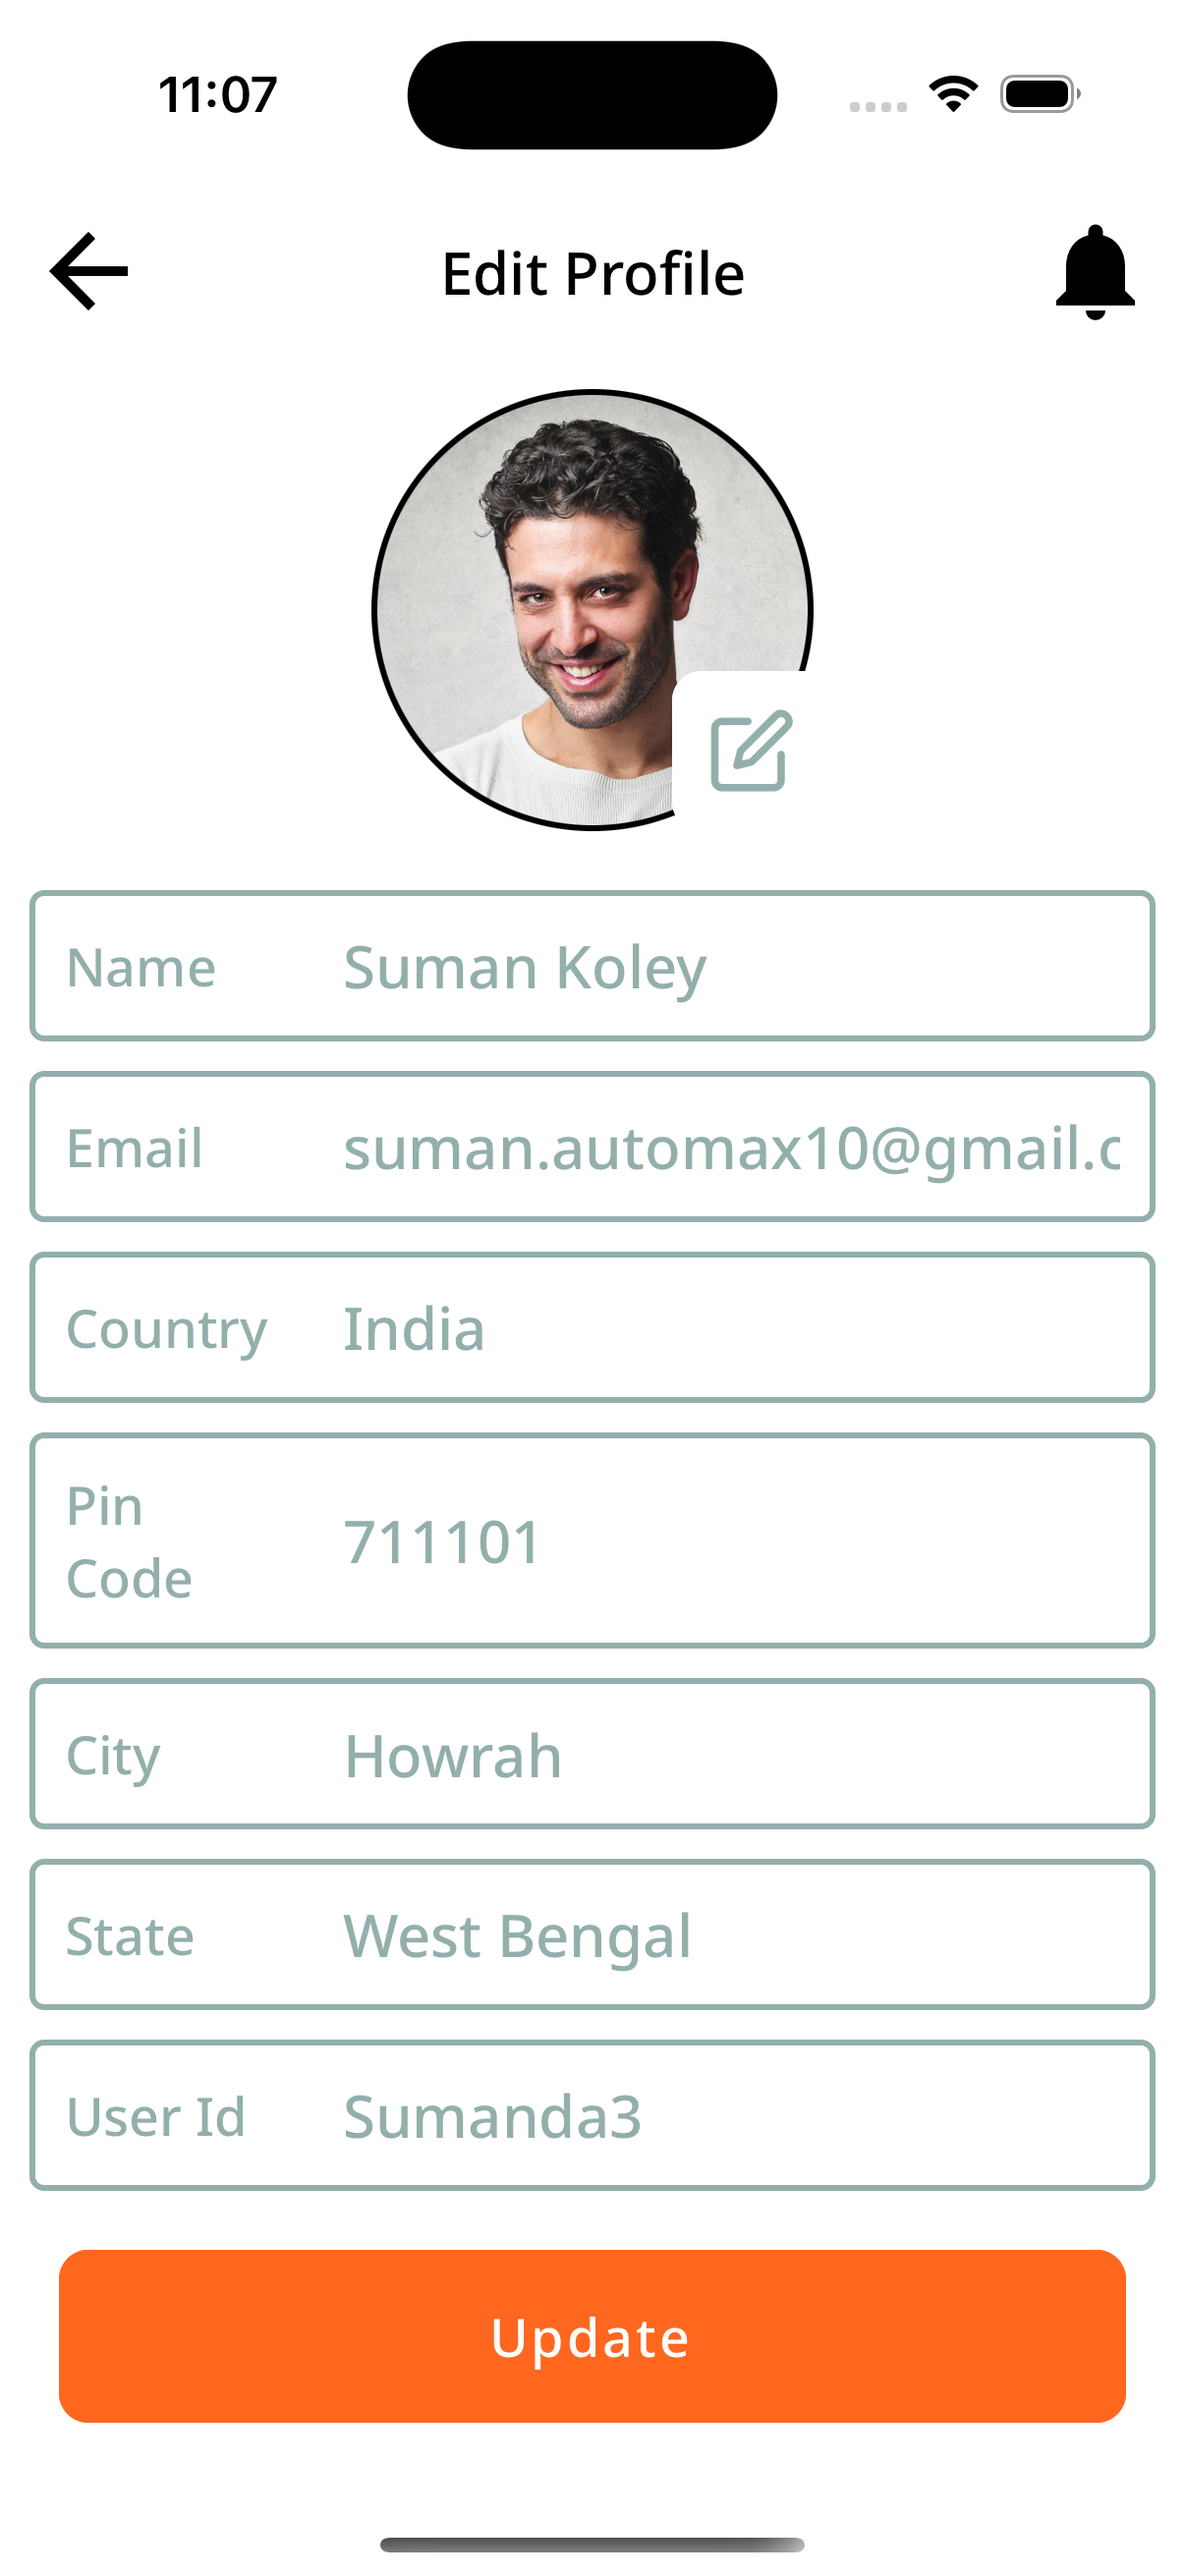 11:07
Edit Profile
Name Suman Koley
Email suman.automax10@gmail.c
Country India
Pin
Code
711101
City Howrah
State West Bengal
User Id Sumanda3
Update